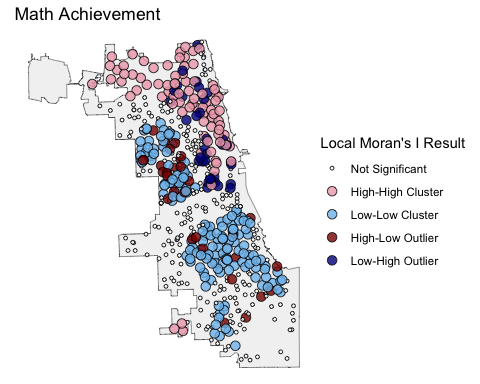 Math Achievement
Local Moran's I Result
Not Significant
High-High Cluster
Low-Low Cluster
High-Low Outlier
Low-High Outlier